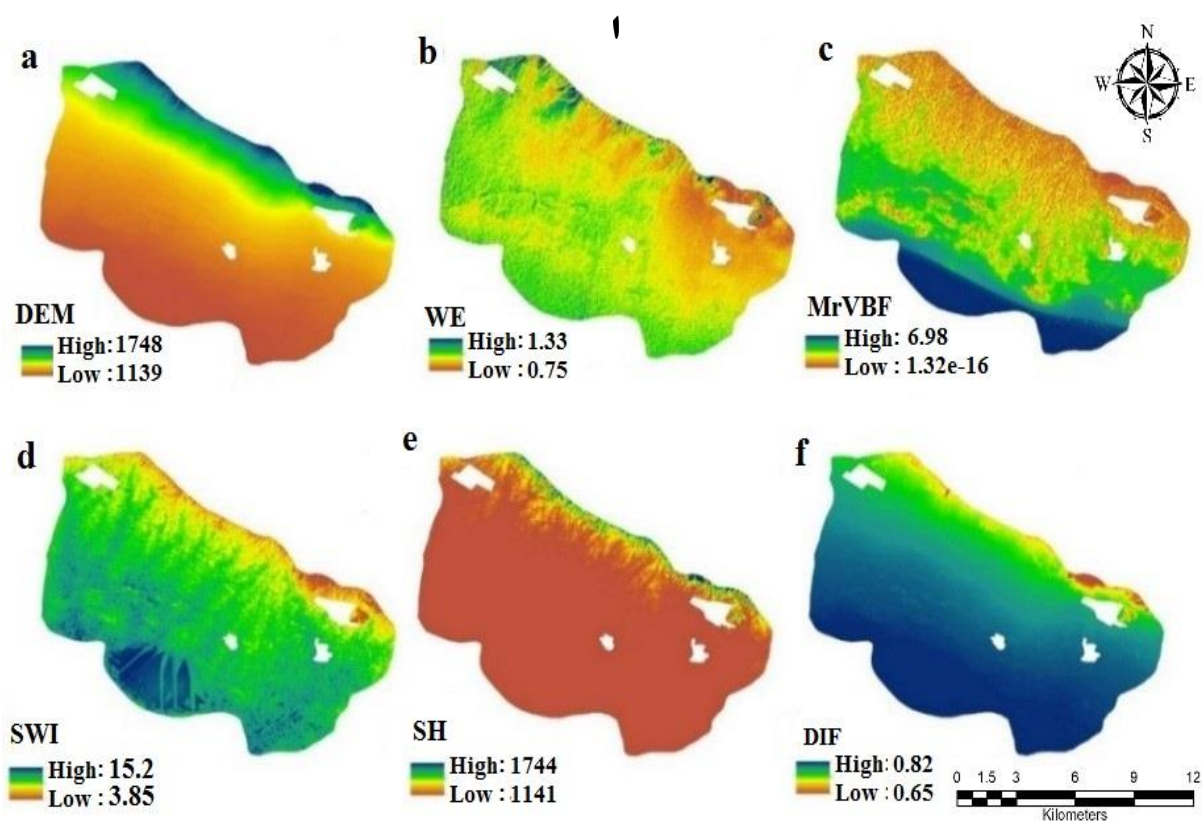 a
b
c
N
W E
S
DEM
High: 1748
Low : 1139
WE
High: 1.33
Low : 0.75
MrVBF
High : 6.98
Low : 1.32e-16
d
e
f
SWI
High: 15.2
Low : 3.85
SH
High: 1744
Low : 1141
DIF
High: 0.82
Low : 0.65
0 1.5 3 6 9 12
Kilometers